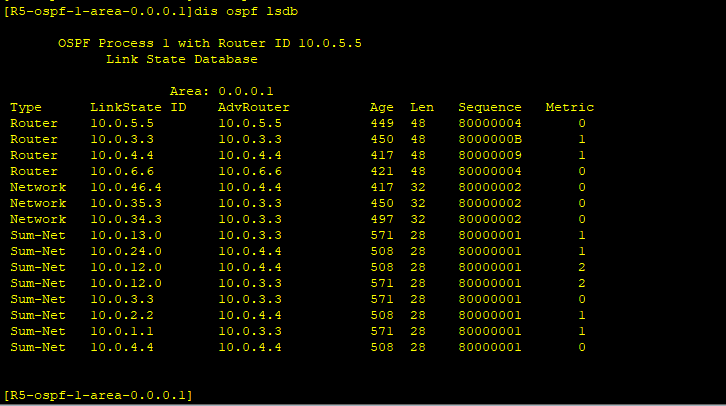 [R5-ospf-1-area-0.0.0.1]dis ospf lsdb
OSPF Process 1 with Router ID 10.0.5.5
Link State Database
Area: 0.0.0.1
Type LinkState ID AdvRouter Age Len Sequence Metric
Router 10.0.5.5 10.0.5.5 449 48 80000004 0
Router 10.0.3.3 10.0.3.3 450 48 8000000B 1
Router 10.0.4.4 10.0.4.4 417 48 80000009 1
Router 10.0.6.6 10.0.6.6 421 48 80000004 0
Network 10.0.46.4 10.0.4.4 417 32 80000002 0
Network 10.0.35.3 10.0.3.3 450 32 80000002 0
Network 10.0.34.3 10.0.3.3 497 32 80000002 0
Sum-Net 10.0.13.0 10.0.3.3 571 28 80000001 1
Sum-Net 10.0.24.0 10.0.4.4 508 28 80000001 1
Sum-Net 10.0.12.0 10.0.4.4 508 28 80000001 2
Sum-Net 10.0.12.0 10.0.3.3 571 28 80000001 2
Sum-Net 10.0.3.3 10.0.3.3 571 28 80000001 0
Sum-Net 10.0.2.2 10.0.4.4 508 28 80000001 1
Sum-Net 10.0.1.1 10.0.3.3 571 28 80000001 1
Sum-Net 10.0.4.4 10.0.4.4 508 28 80000001 0
[R5-ospf-1-area-0.0.0.1]